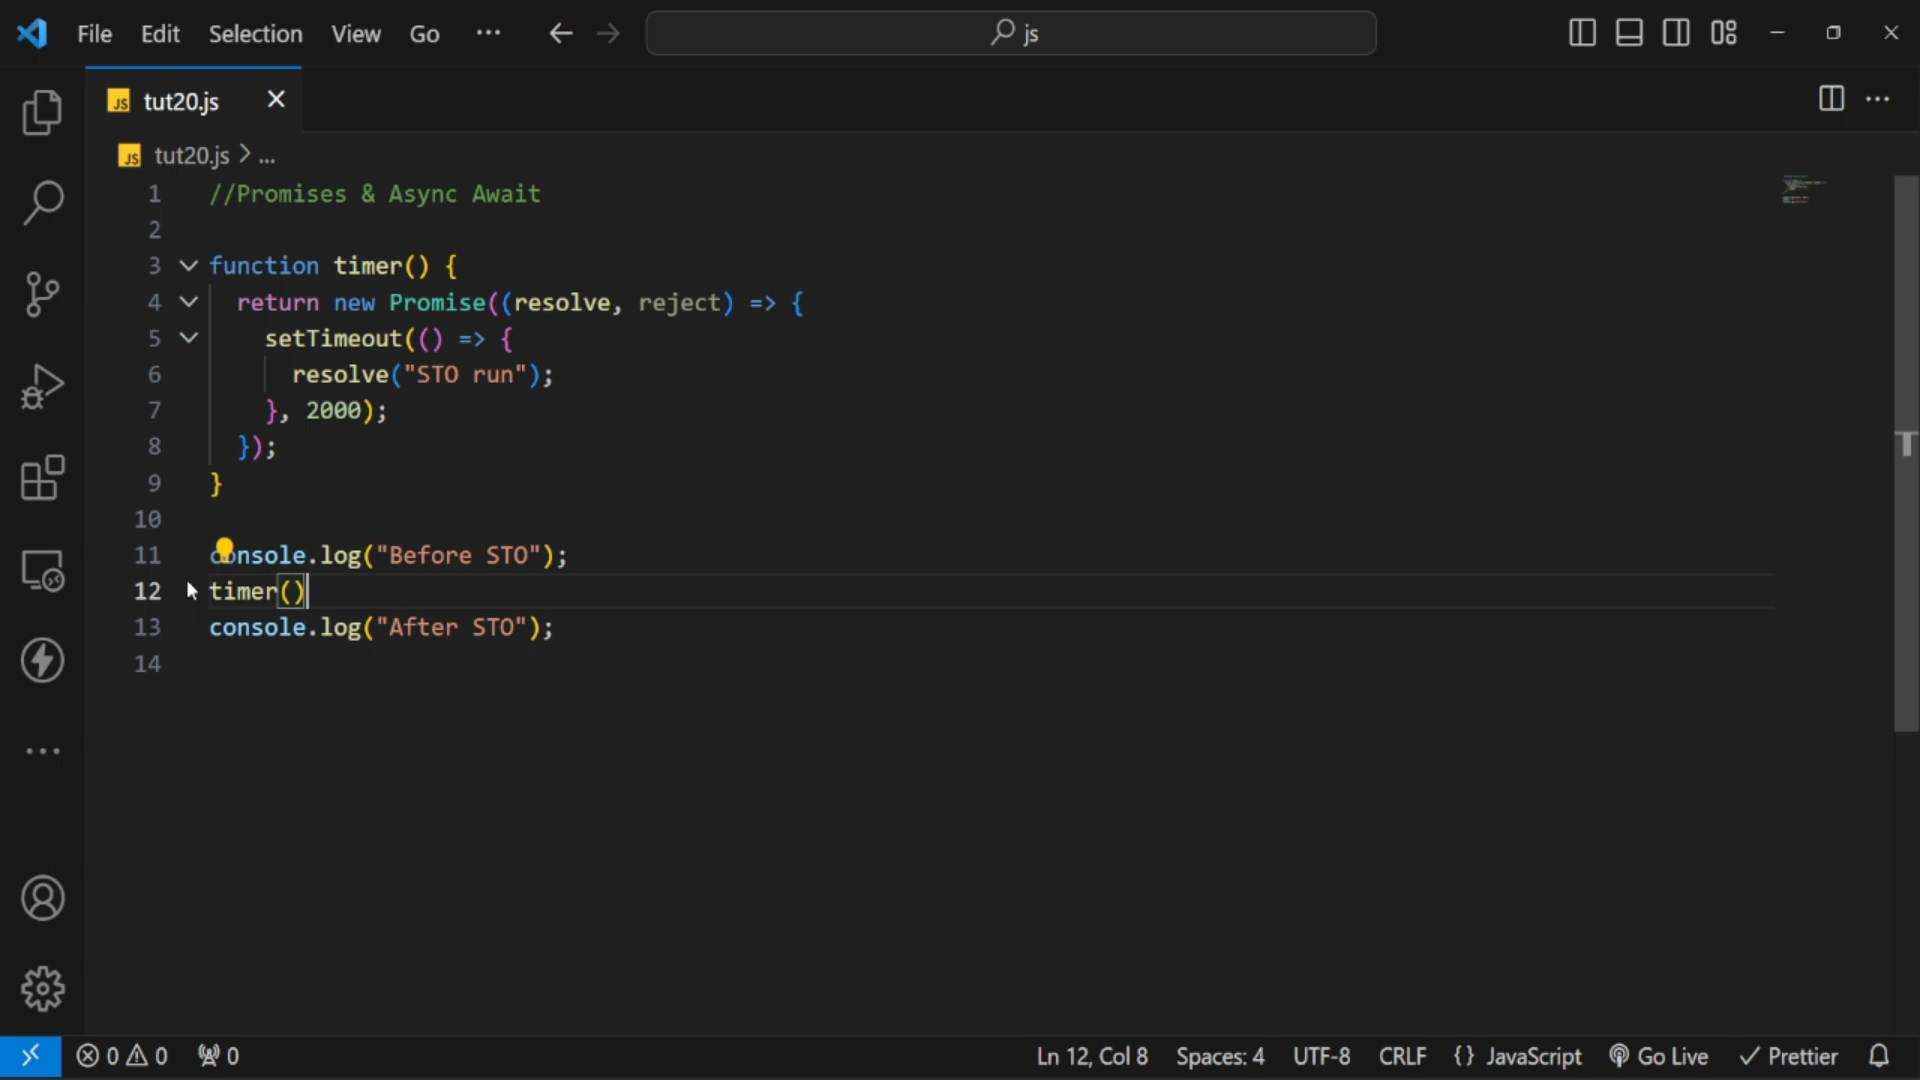 File Edit Selection View Go ... js
JS tut20.js
JS tut20.js > ...
1 //Promises & Async Await
2
3 function timer() {
4 return new Promise((resolve, reject) => {
5 setTimeout(() => {
6 resolve("STO run");
7 }, 2000);
8 });
9 }
10
11 console.log("Before STO");
12 timer()
13 console.log("After STO");
14
0 0 0 Ln 12, Col 8 Spaces: 4 UTF-8 CRLF {} JavaScript Go Live Prettier